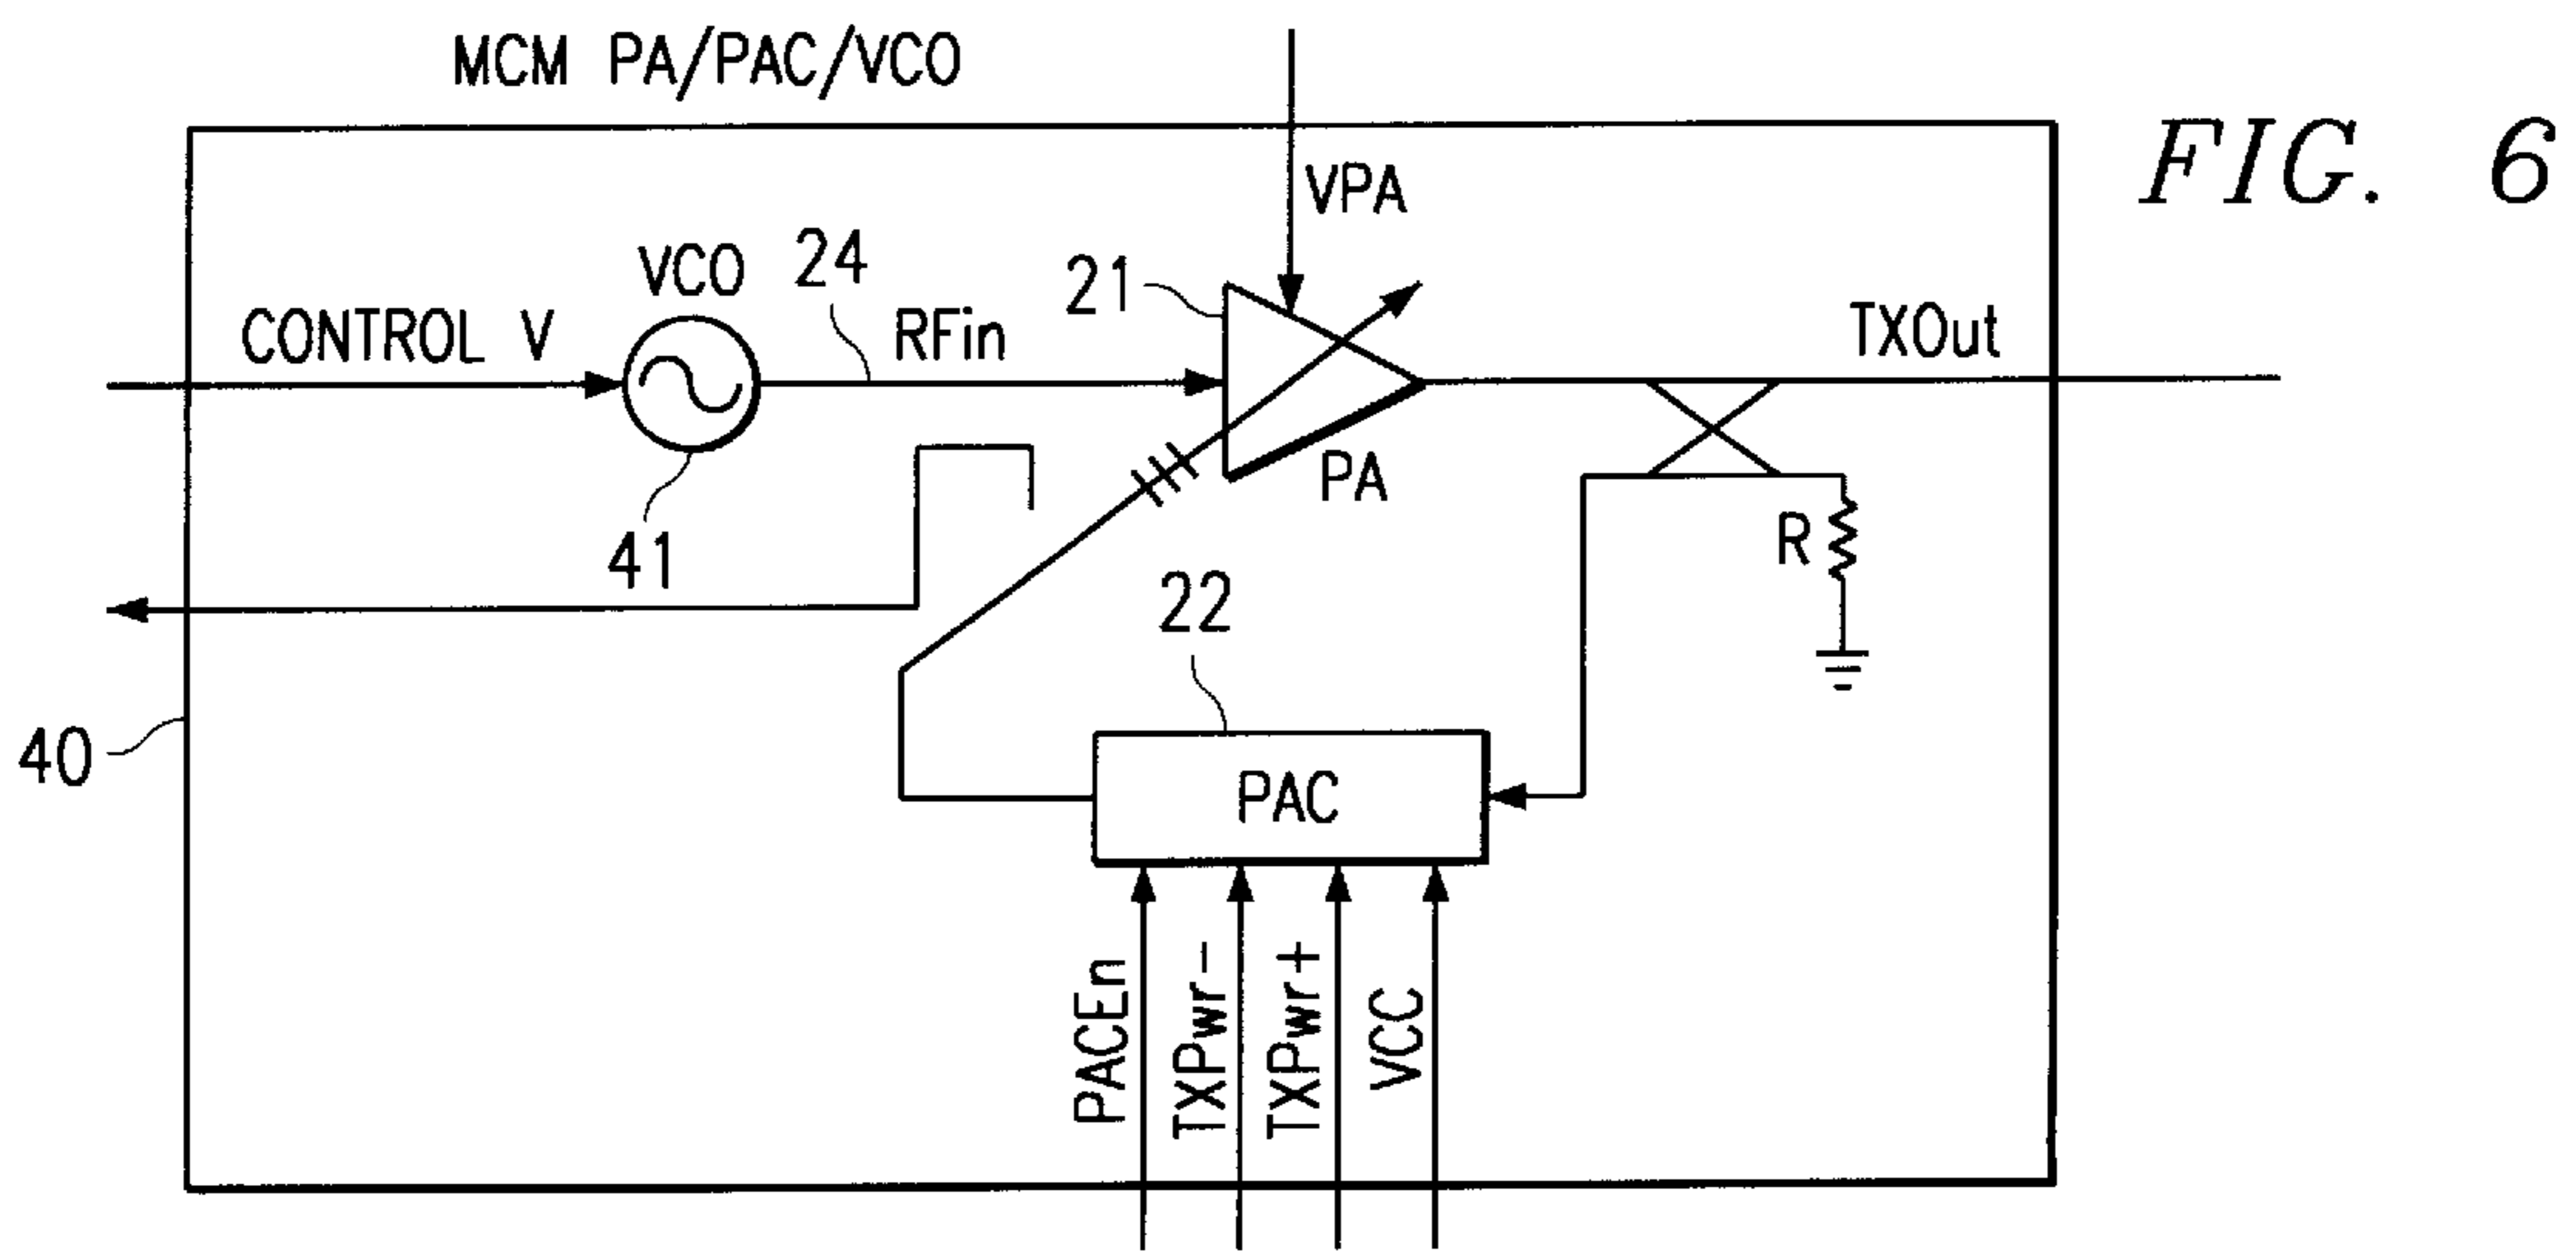 MCM PA/PAC/VCO
FIG. 6
VPA
VCO
24
21
CONTROL V
RFin
TXOut
PA
R
41
22
40
PAC
PACEn
TXPwr-
TXPwr+
VCC